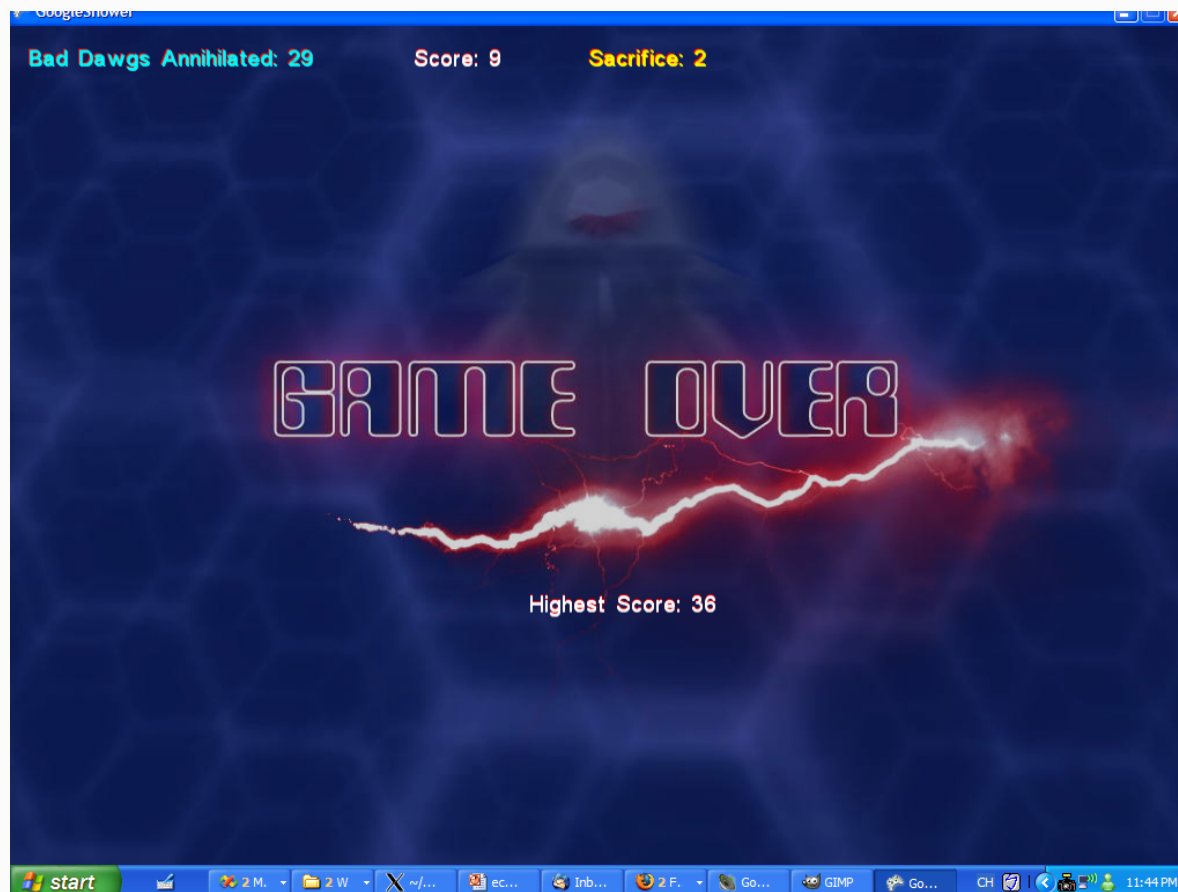 GoogleShower
Bad Dawgs Annihilated: 29 Score: 9 Sacrifice: 2
GAME OVER
Highest Score: 36
start 2 M. 2 W ~/... ec... Inb... 2 F. Go... GIMP Go... CH 11:44 PM